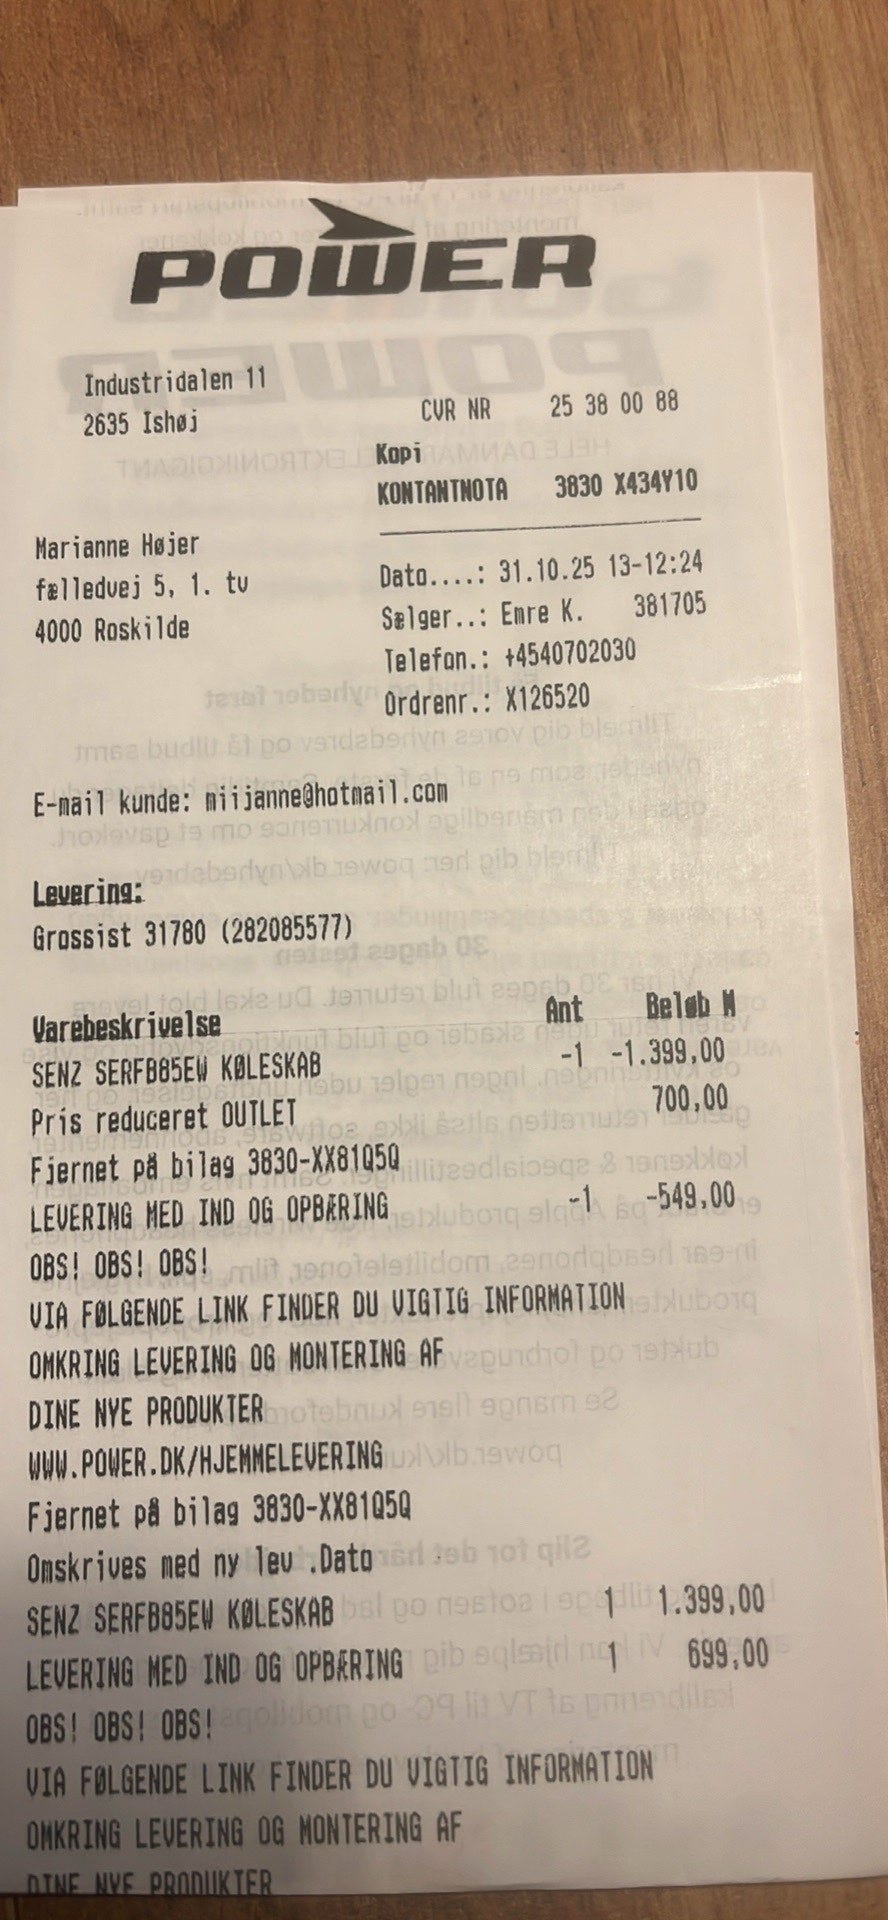 POWER
Industridalen 11
2635 Ishøj
CVR NR 25 38 00 88
Kopi
KONTANTNOTA 3830 X434Y10
Marianne Højer
fælledvej 5, 1. tv
4000 Roskilde
Dato....: 31.10.25 13-12:24
Sælger..: Emre K. 381705
Telefon.: +4540702030
Ordrenr.: X126520
E-mail kunde: miijanne@hotmail.com
Levering:
Grossist 31780 (282085577)
Varebeskrivelse Ant Beløb M
SENZ SERFB85EW KØLESKAB -1 -1.399,00
Pris reduceret OUTLET 700,00
Fjernet på bilag 3830-XX81Q5Q
LEVERING MED IND OG OPBÆRING -1 -549,00
OBS! OBS! OBS!
VIA FØLGENDE LINK FINDER DU VIGTIG INFORMATION
OMKRING LEVERING OG MONTERING AF
DINE NYE PRODUKTER
WWW.POWER.DK/HJEMMELEVERING
Fjernet på bilag 3830-XX81Q5Q
Omskrives med ny lev .Dato
SENZ SERFB85EW KØLESKAB 1 1.399,00
LEVERING MED IND OG OPBÆRING 1 699,00
OBS! OBS! OBS!
VIA FØLGENDE LINK FINDER DU VIGTIG INFORMATION
OMKRING LEVERING OG MONTERING AF
DINE NYE PRODUKTER